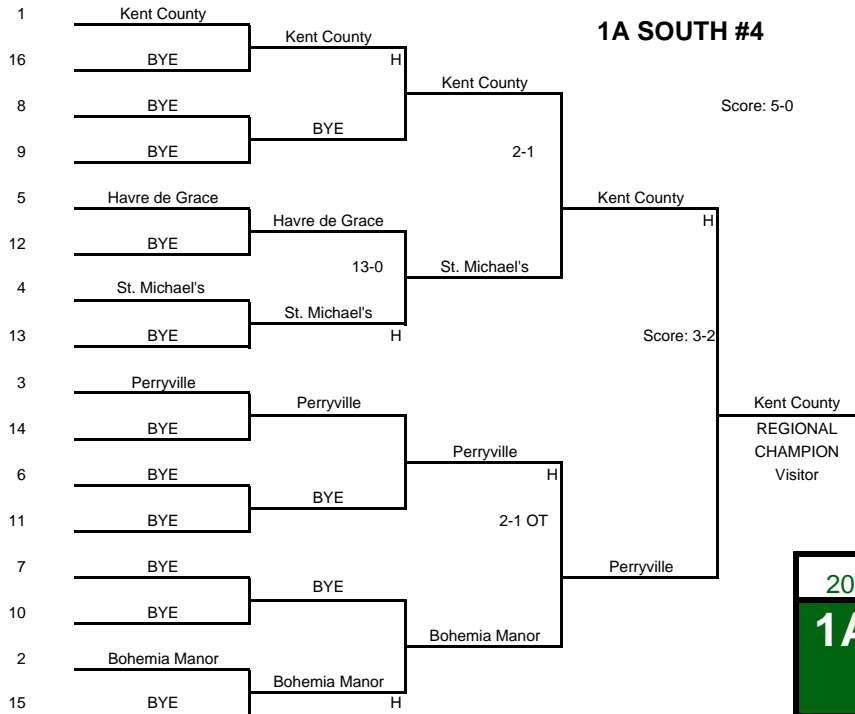 1A SOUTH #4
1 Kent County
Kent County
16 BYE H
Kent County
8 BYE Score: 5-0
BYE
9 BYE 2-1
5 Havre de Grace Kent County
Havre de Grace H
12 BYE
13-0 St. Michael's
4 St. Michael's
St. Michael's
13 BYE H Score: 3-2
3 Perryville
Perryville Kent County
14 BYE REGIONAL
Perryville CHAMPION
6 BYE H Visitor
BYE
11 BYE 2-1 OT
7 BYE Perryville
BYE 20
10 BYE
Bohemia Manor 1A
2 Bohemia Manor
Bohemia Manor
15 BYE H